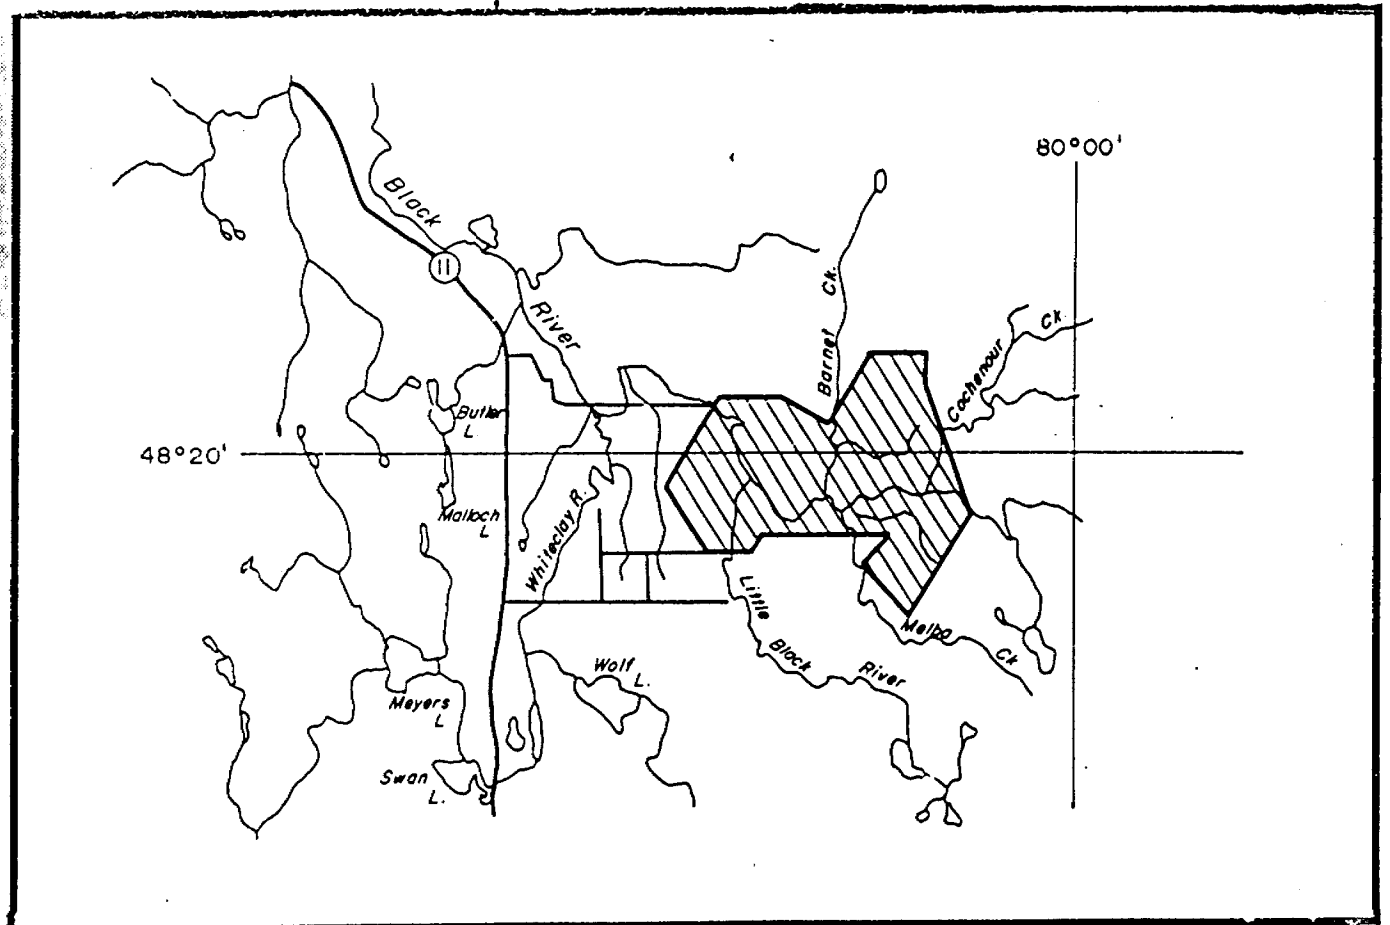 80°00'
Black
11
River
Barnet Ck.
Cochenour Ck.
Butler
L.
48°20'
Malloch
L
Whiteclay R.
Little
Black
River
Melba
Ck
Wolf
L.
Meyers
L
Swan
L.